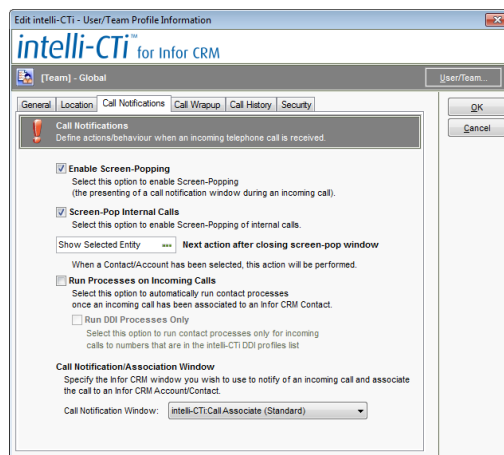 Edit intelli-CTi - User/Team Profile Information
intelli-CTi™ for Infor CRM
[Team] - Global
User/Team...
General Location Call Notifications Call Wrapup Call History Security
OK
Cancel
Call Notifications
Define actions/behaviour when an incoming telephone call is received.
Enable Screen-Popping
Select this option to enable Screen-Popping
(the presenting of a call notification window during an incoming call).
Screen-Pop Internal Calls
Select this option to enable Screen-Popping of internal calls.
Show Selected Entity Next action after closing screen-pop window
When a Contact/Account has been selected, this action will be performed.
Run Processes on Incoming Calls
Select this option to automatically run contact processes
once an incoming call has been associated to an Infor CRM Contact.
Run DDI Processes Only
Select this option to run contact processes only for incoming
calls to numbers that are in the intelli-CTi DDI profiles list
Call Notification/Association Window
Specify the Infor CRM window you wish to use to notify of an incoming call and associate
the call to an Infor CRM Account/Contact.
Call Notification Window: intelli-CTi:Call Associate (Standard)